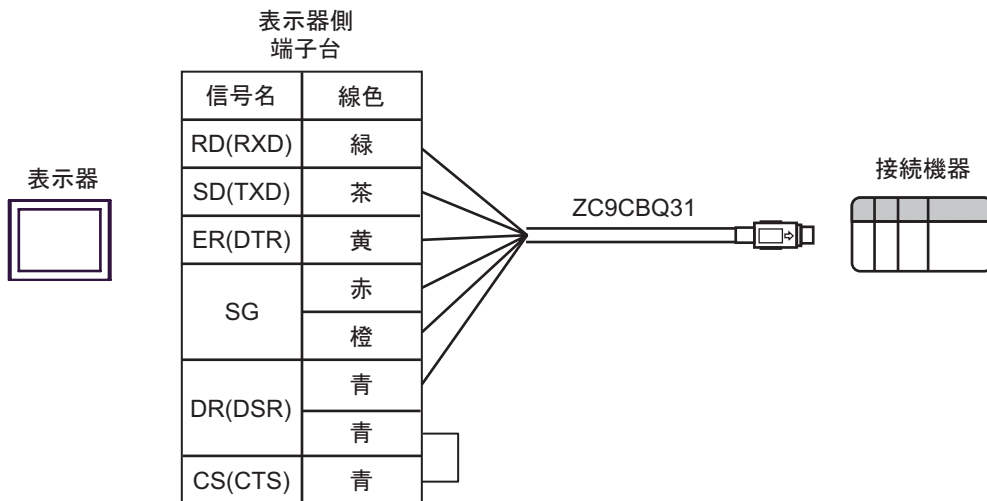 表示器側
端子台
信号名 線色
RD(RXD) 緑
SD(TXD) 茶
ER(DTR) 黄
SG 赤
橙
DR(DSR) 青
青
CS(CTS) 青
表示器
ZC9CBQ31
接続機器